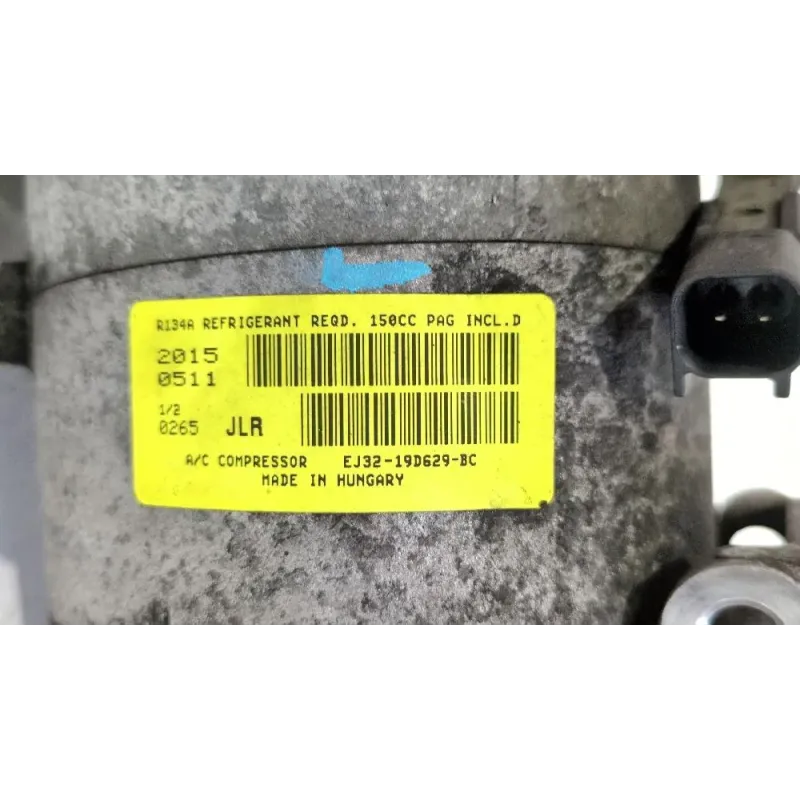 R134A REFRIGERANT REQD. 150CC PAG INCL.D
2015
0511
1/2
0265 JLR
A/C COMPRESSOR EJ32-19D629-BC
MADE IN HUNGARY